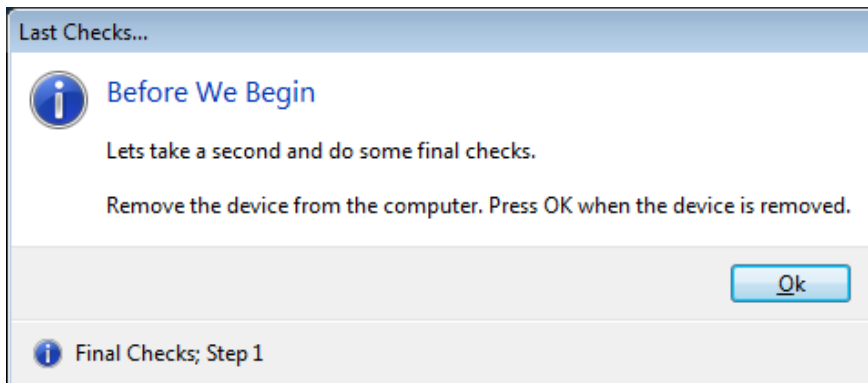 Last Checks...
Before We Begin
Lets take a second and do some final checks.
Remove the device from the computer. Press OK when the device is removed.
Ok
Final Checks; Step 1